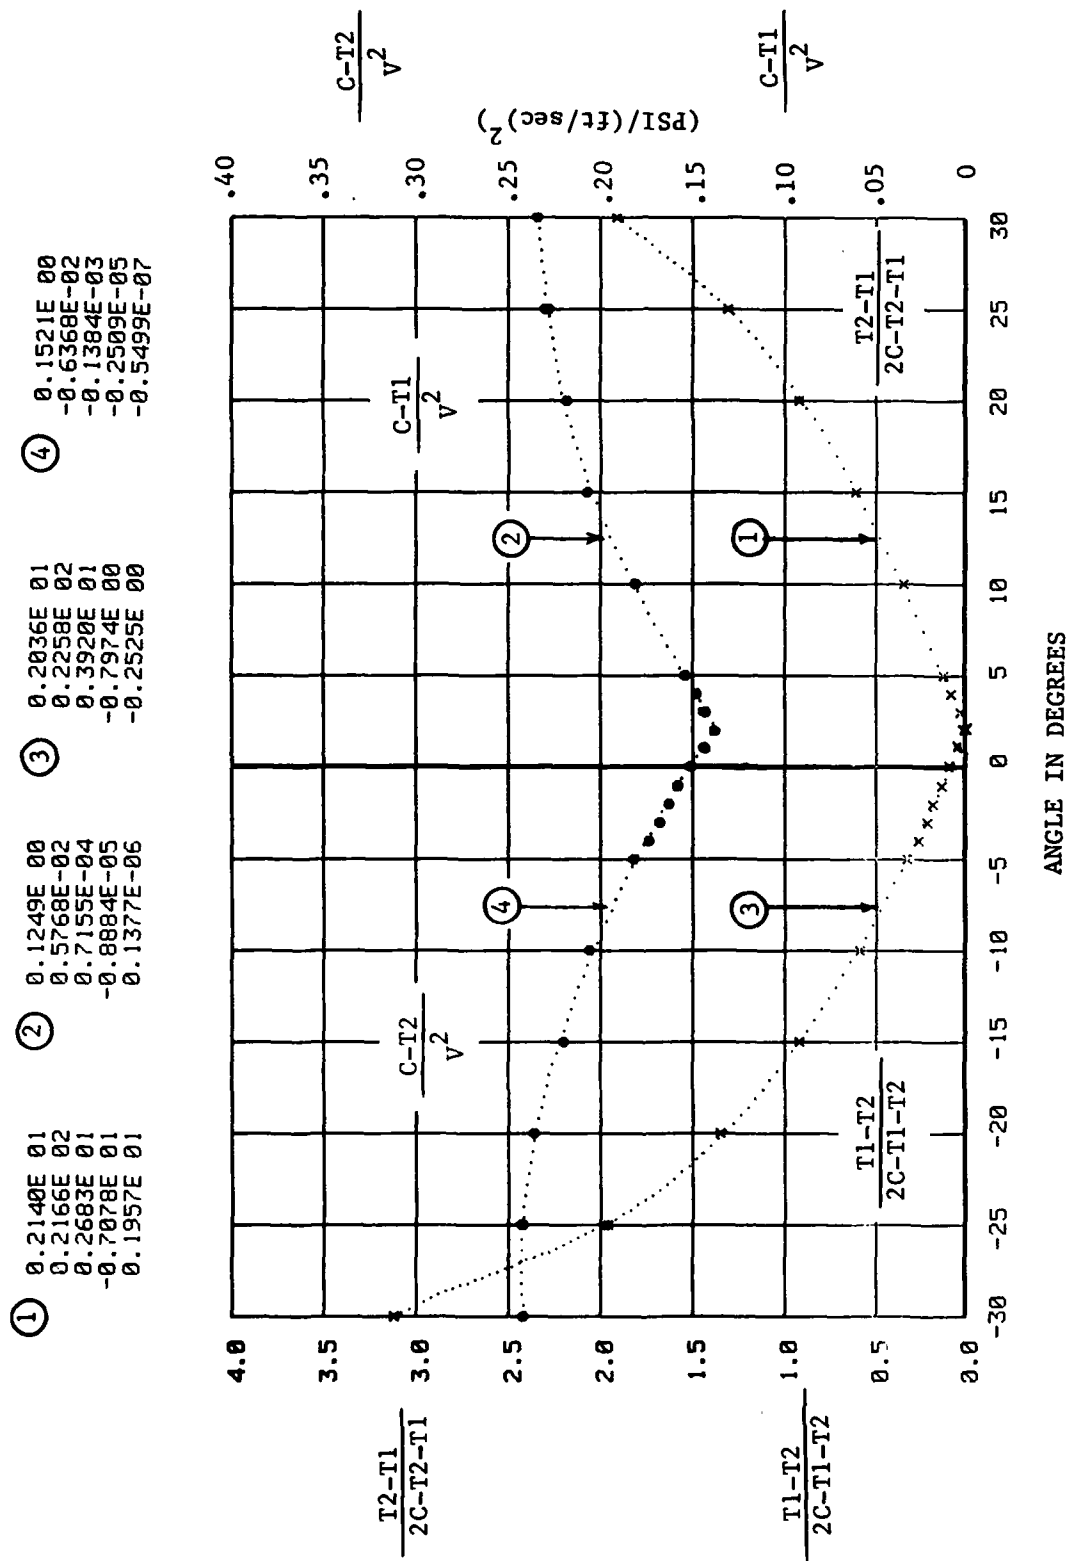 ① 0.2140E 01
0.2166E 02
0.2683E 01
-0.7078E 01
0.1957E 01
② 0.1249E 00
0.5768E-02
0.7155E-04
-0.8884E-05
0.1377E-06
③ 0.2036E 01
0.2258E 02
0.3920E 01
-0.7974E 00
-0.2525E 00
④ 0.1521E 00
-0.6368E-02
-0.1384E-03
-0.2509E-05
-0.5499E-07
T2-T1
2C-T2-T1
T1-T2
2C-T1-T2
4.0
3.5
3.0
2.5
2.0
1.5
1.0
0.5
0.0
C-T2
V²
④
③
T1-T2
2C-T1-T2
C-T1
V²
②
①
T2-T1
2C-T2-T1
.40
.35
.30
.25
.20
.15
.10
.05
0
(PSI/(ft/sec)²)
C-T2
V²
C-T1
V²
-30 -25 -20 -15 -10 -5 0 5 10 15 20 25 30
ANGLE IN DEGREES